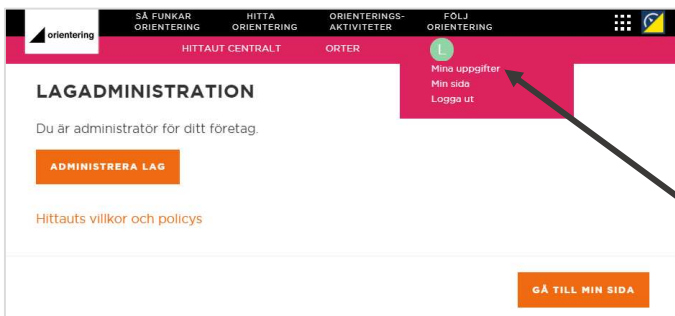 orientering
SÅ FUNKAR
ORIENTERING
HITTA
ORIENTERING
ORIENTERINGS-
AKTIVITETER
FÖLJ
ORIENTERING
HITTAUT CENTRALT
ORTER
L
Mina uppgifter
Min sida
Logga ut
LAGADMINISTRATION
Du är administratör för ditt företag.
ADMINISTRERA LAG
Hittauts villkor och policys
GÅ TILL MIN SIDA